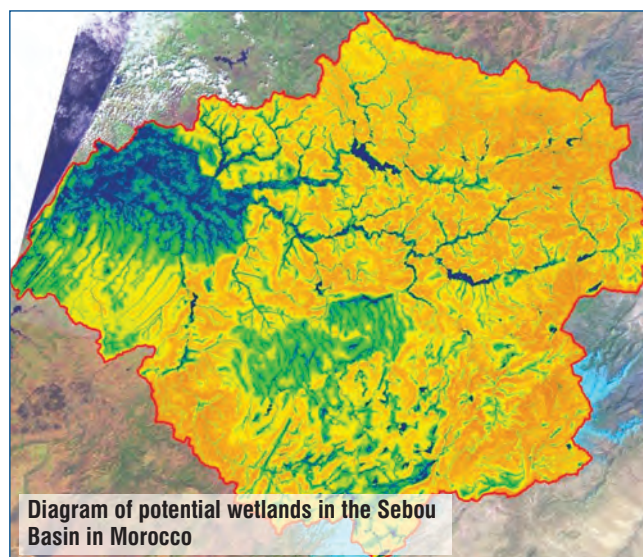 Diagram of potential wetlands in the Sebou
Basin in Morocco